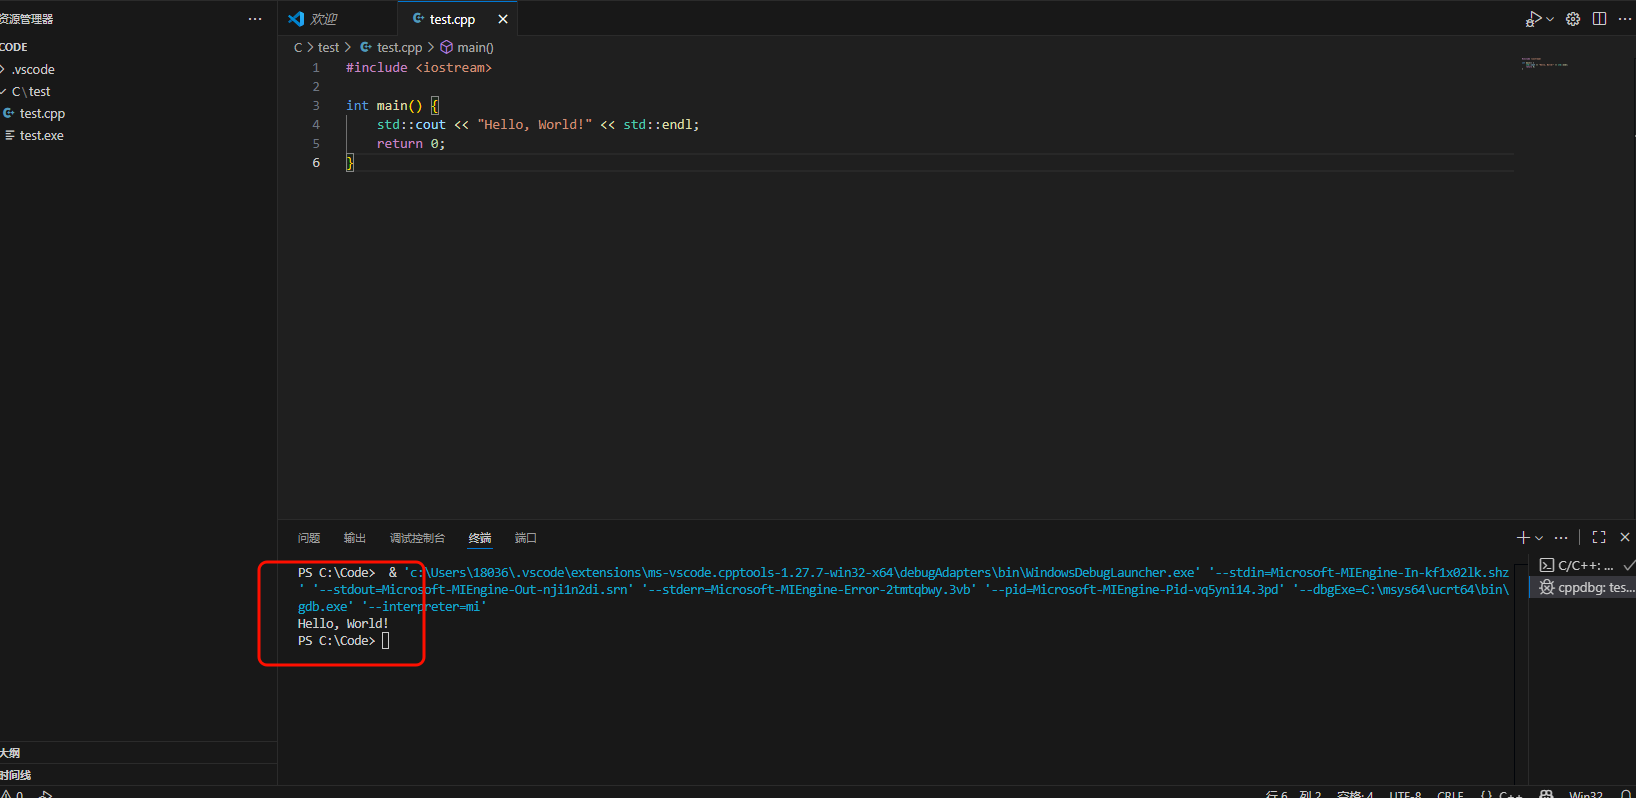 资源管理器
CODE
.vscode
C\test
test.cpp
test.exe
大纲
时间线
0
欢迎
test.cpp
C > test > test.cpp > main()
1 #include <iostream>
2
3 int main() {
4 std::cout << "Hello, World!" << std::endl;
5 return 0;
6 }
问题 输出 调试控制台 终端 端口
PS C:\Code> & 'c:\Users\18036\.vscode\extensions\ms-vscode.cpptools-1.27.7-win32-x64\debugAdapters\bin\WindowsDebugLauncher.exe' '--stdin=Microsoft-MIEngine-In-kf1x02lk.shz
' '--stdout=Microsoft-MIEngine-Out-nji1n2di.srn' '--stderr=Microsoft-MIEngine-Error-2tmtqbwy.3vb' '--pid=Microsoft-MIEngine-Pid-vq5yni14.3pd' '--dbgExe=C:\msys64\ucrt64\bin\
gdb.exe' '--interpreter=mi'
Hello, World!
PS C:\Code>
C/C++: ...
cppdbg: tes...
行 6, 列 2 空格: 4 UTF-8 CRLF {} C++ Win32